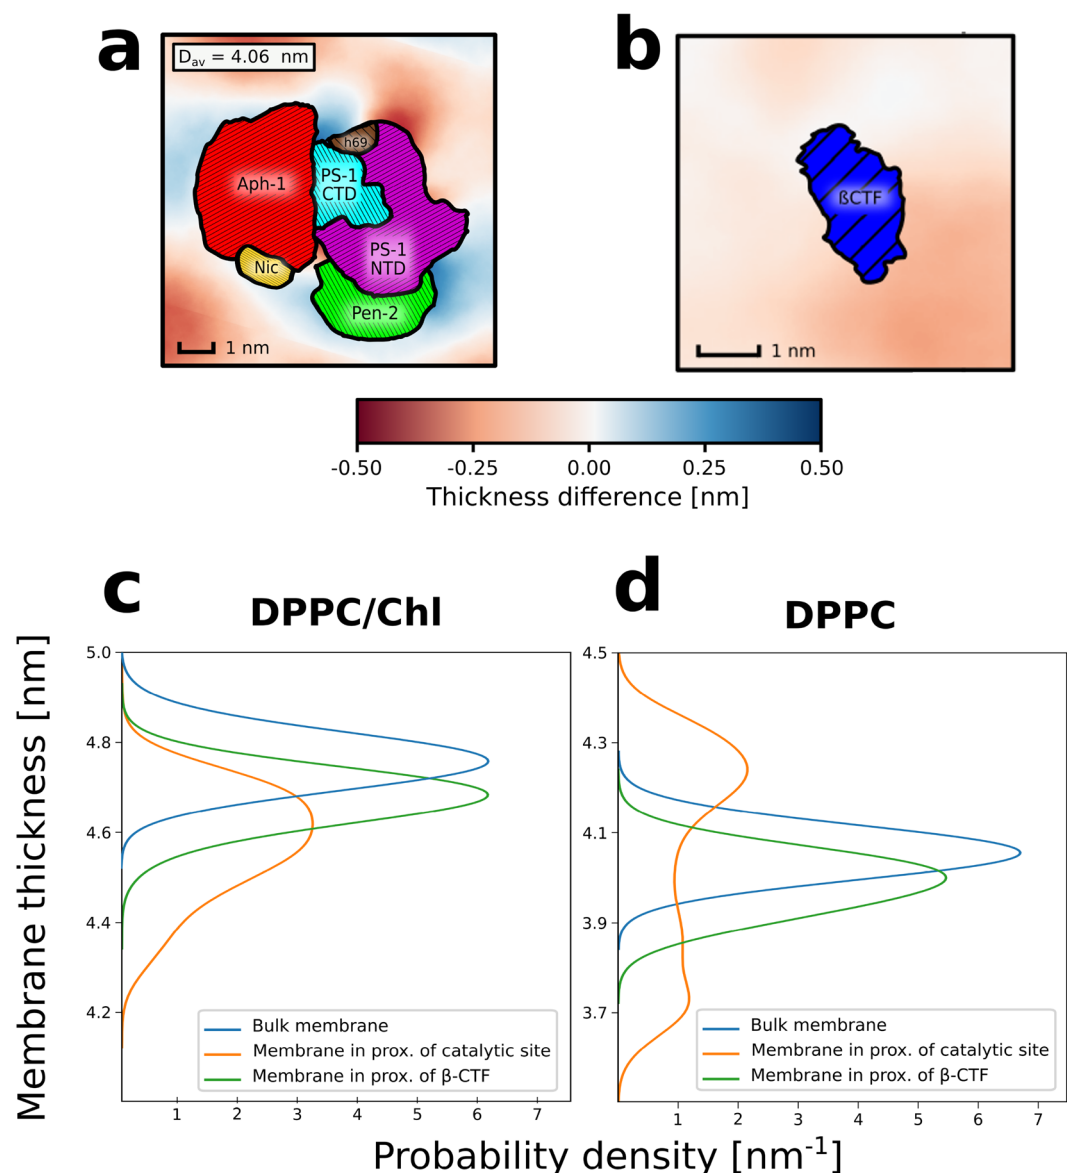 a
D_av = 4.06 nm
h69
Aph-1
PS-1
CTD
PS-1
NTD
Nic
Pen-2
1 nm
b
ßCTF
1 nm
-0.50 -0.25 0.00 0.25 0.50
Thickness difference [nm]
c
DPPC/Chl
Membrane thickness [nm]
5.0
4.8
4.6
4.4
4.2
Bulk membrane
Membrane in prox. of catalytic site
Membrane in prox. of β-CTF
1 2 3 4 5 6 7
d
DPPC
4.5
4.3
4.1
3.9
3.7
Bulk membrane
Membrane in prox. of catalytic site
Membrane in prox. of β-CTF
1 2 3 4 5 6 7
Probability density [nm⁻¹]